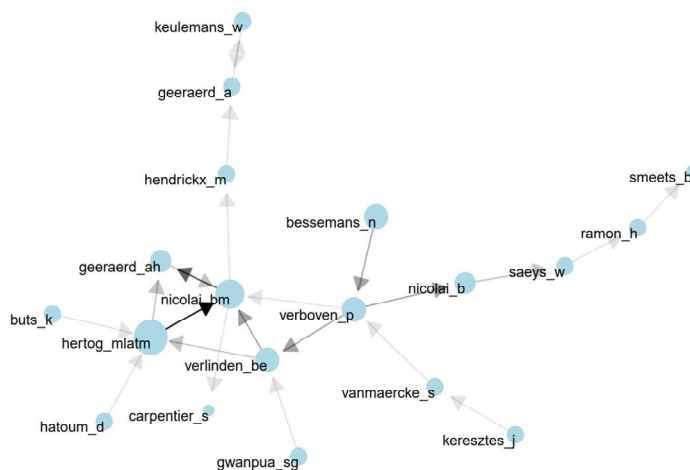 keulemans_w
geeraerd_a
hendrickx_m
smeets_b
bessemans_n
ramon_h
geeraerd_ah
saeys_w
nicolai_b
nicolai_bm
buts_k
verboven_p
hertog_mlatm
verlinden_be
vanmaercke_s
carpentier_s
hatoum_d
keresztes_j
gwanpua_sg